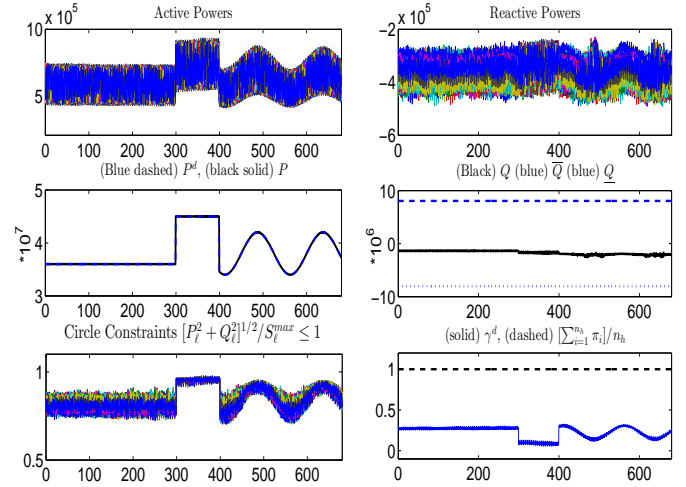 Active Powers
x 10^5
10
5
0 100 200 300 400 500 600
Reactive Powers
x 10^5
-2
-4
-6
0 200 400 600
(Blue dashed) P^d, (black solid) P
*10^7
5
4
3
0 100 200 300 400 500 600
(Black) Q (blue) \overline{Q} (blue) \underline{Q}
*10^6
10
0
-10
0 200 400 600
Circle Constraints [P_ℓ^2 + Q_ℓ^2]^{1/2}/S_ℓ^{max} ≤ 1
1
0.5
0 100 200 300 400 500 600
(solid) γ^d, (dashed) [∑_{i=1}^{n_h} π_i]/n_h
1
0.5
0
0 200 400 600